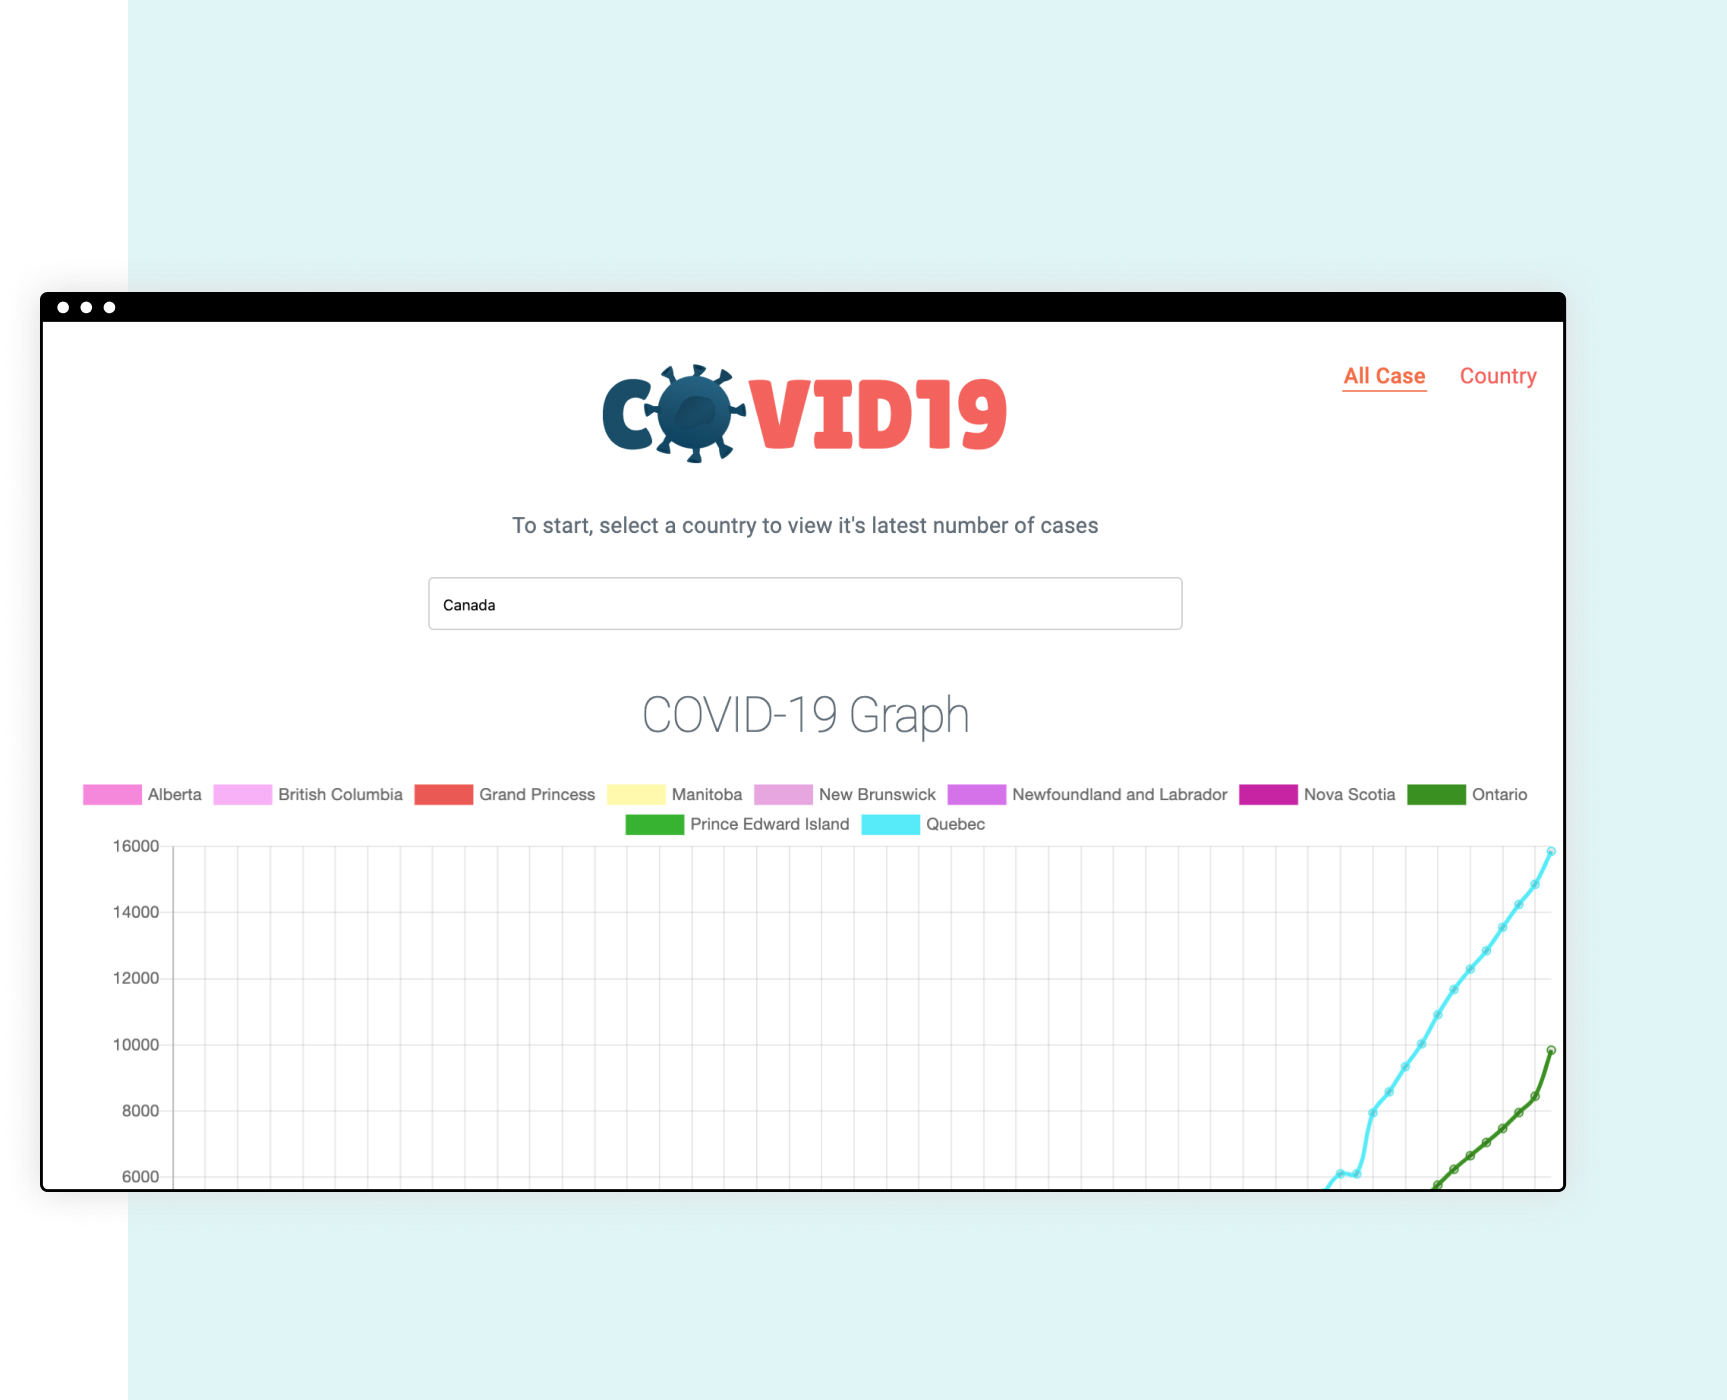 COVID19
All Case Country
To start, select a country to view it's latest number of cases
Canada
COVID-19 Graph
Alberta British Columbia Grand Princess Manitoba New Brunswick Newfoundland and Labrador Nova Scotia Ontario
Prince Edward Island Quebec
16000
14000
12000
10000
8000
6000